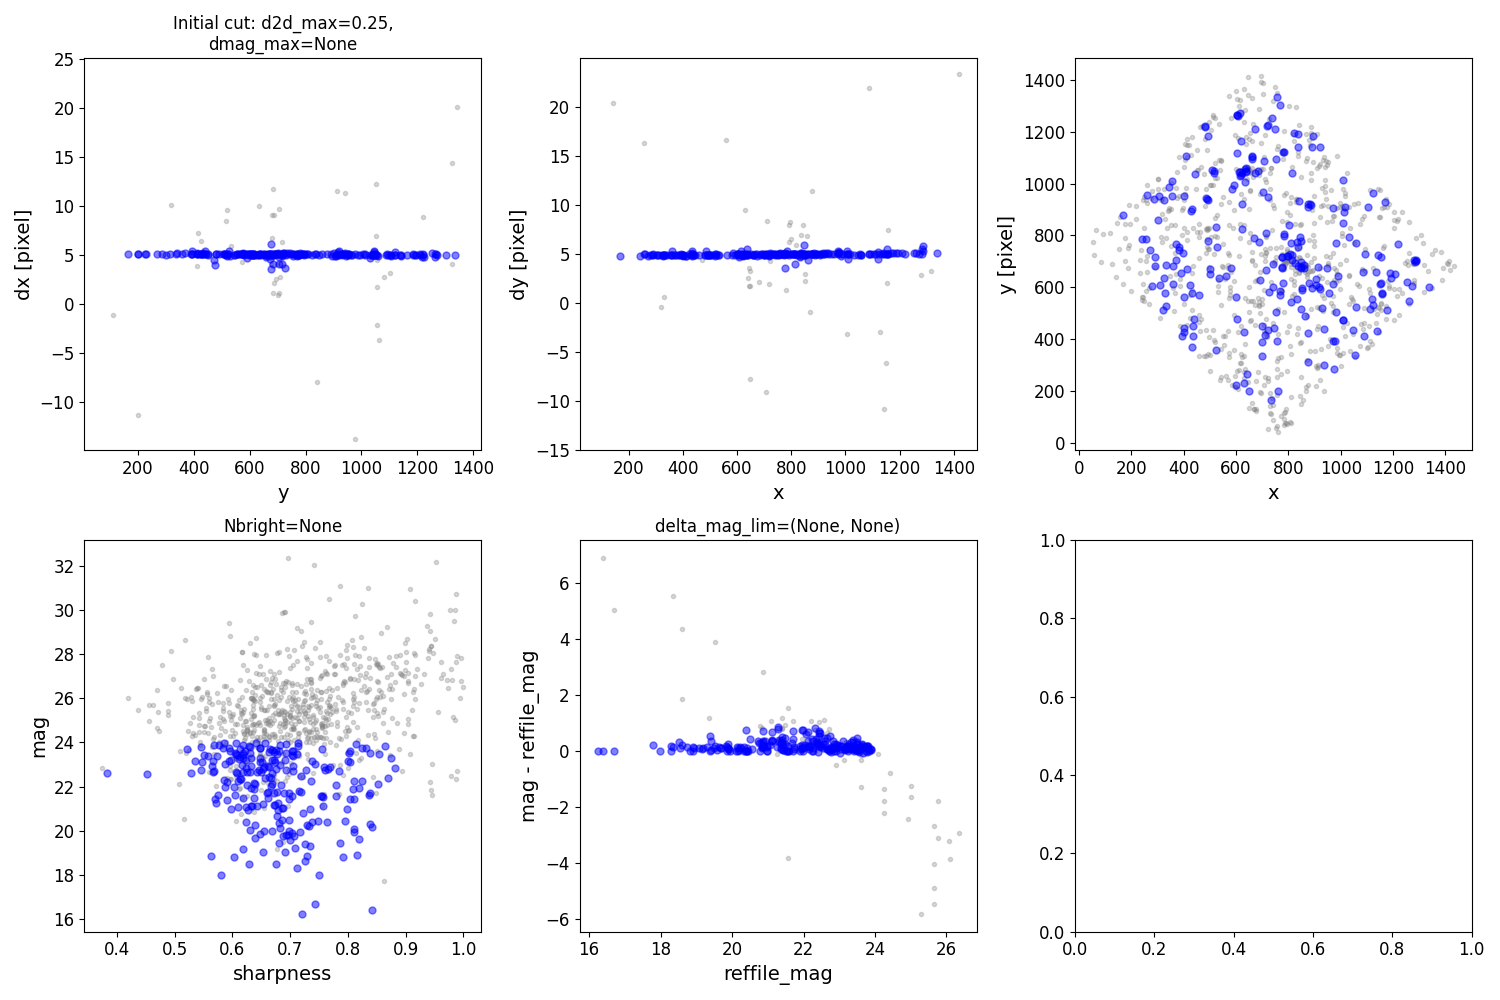 Initial cut: d2d_max=0.25,
dmag_max=None
25
20
15
10
5
0
−5
−10
dx [pixel]
200 400 600 800 1000 1200 1400
y
20
15
10
5
0
−5
−10
−15
dy [pixel]
200 400 600 800 1000 1200 1400
x
1400
1200
1000
800
600
400
200
0
y [pixel]
0 200 400 600 800 1000 1200 1400
x
Nbright=None
32
30
28
26
24
22
20
18
16
mag
0.4 0.5 0.6 0.7 0.8 0.9 1.0
sharpness
delta_mag_lim=(None, None)
6
4
2
0
−2
−4
−6
mag - reffile_mag
16 18 20 22 24 26
reffile_mag
1.0
0.8
0.6
0.4
0.2
0.0
0.0 0.2 0.4 0.6 0.8 1.0